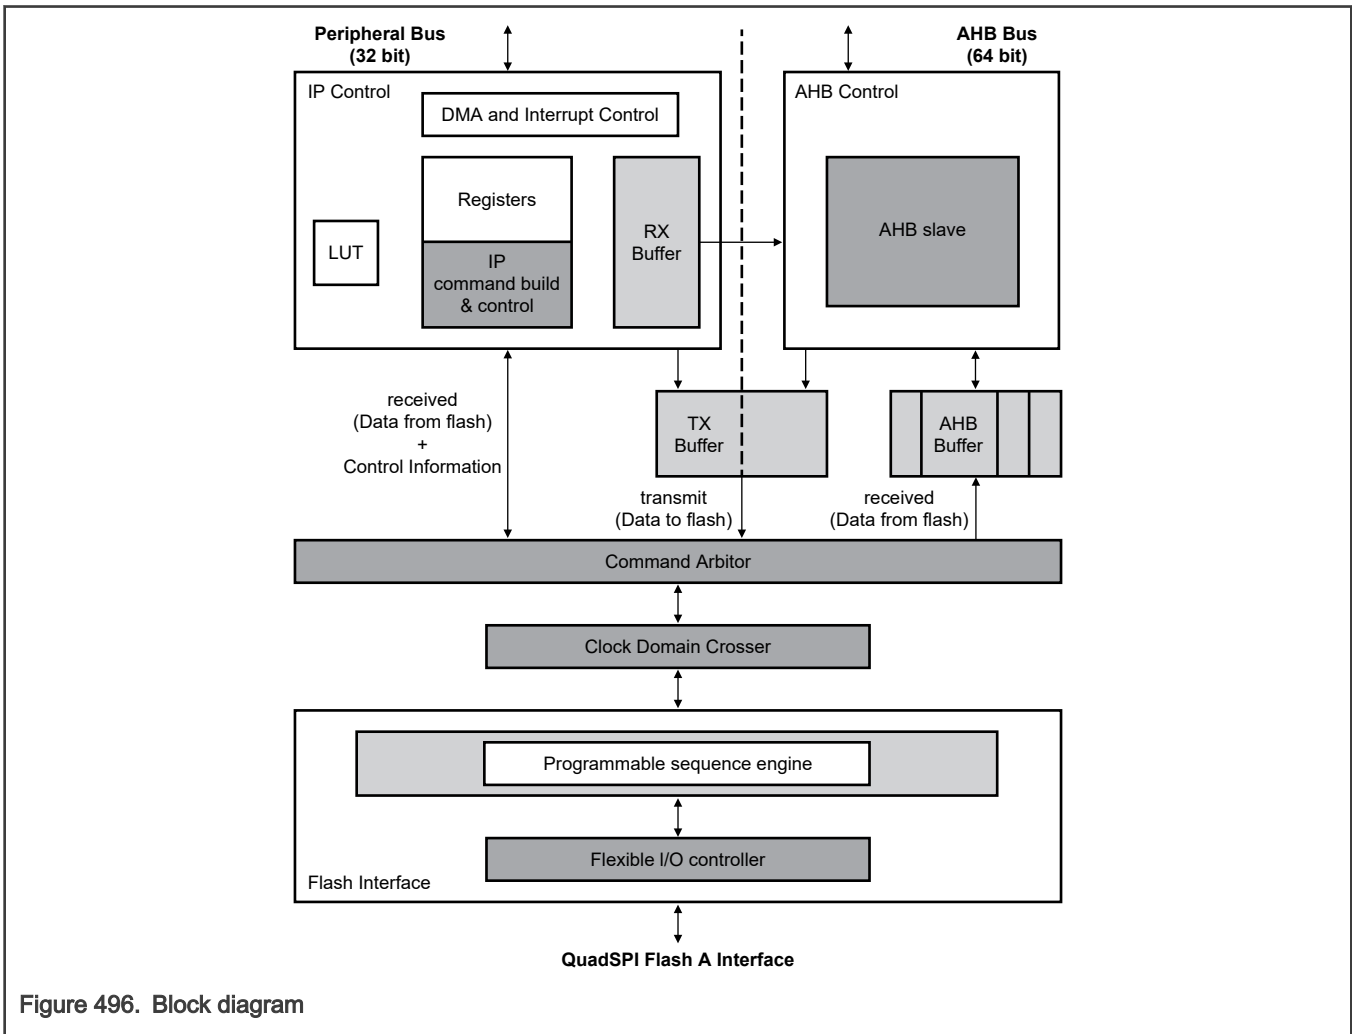 Peripheral Bus
(32 bit)
AHB Bus
(64 bit)
IP Control
DMA and Interrupt Control
Registers
LUT
IP
command build
& control
RX
Buffer
AHB Control
AHB slave
received
(Data from flash)
+
Control Information
TX
Buffer
AHB
Buffer
transmit
(Data to flash)
received
(Data from flash)
Command Arbitor
Clock Domain Crosser
Programmable sequence engine
Flexible I/O controller
Flash Interface
QuadSPI Flash A Interface
Figure 496. Block diagram